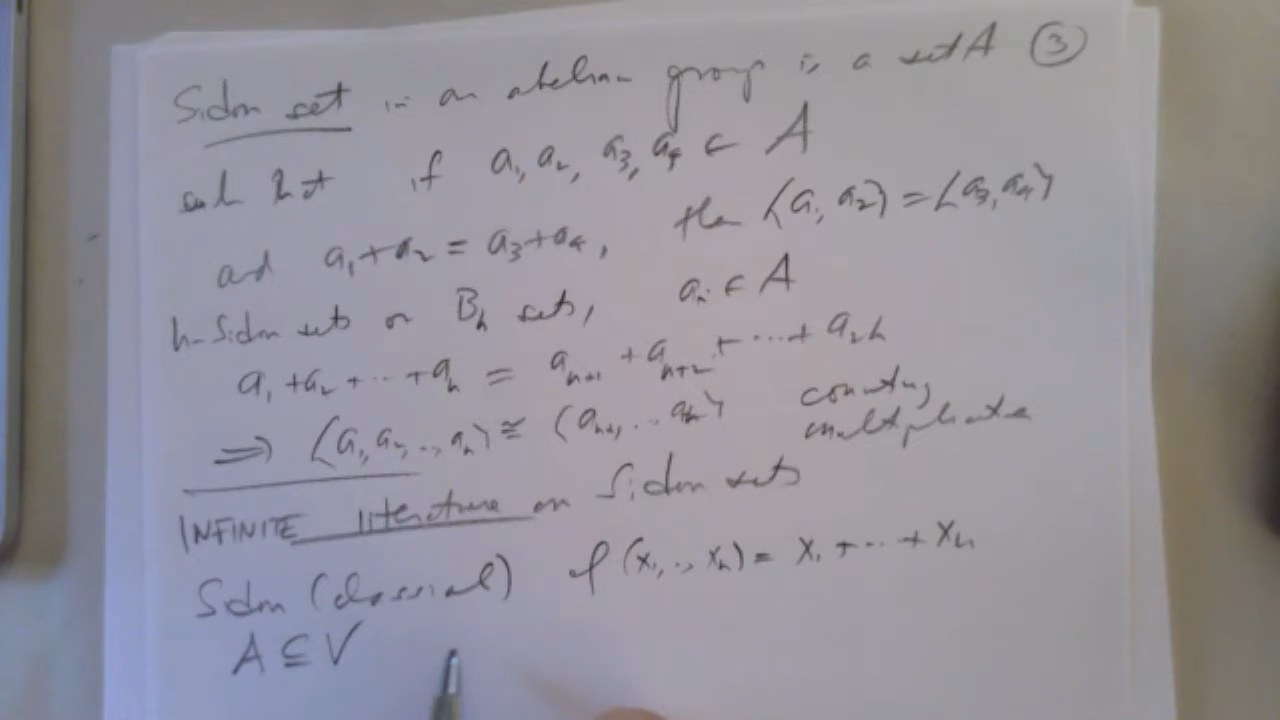 Sidon set in an abelian group is a set A ③
such that if a₁, a₂, a₃, a₄ ∈ A
and a₁+a₂ = a₃+a₄, then {a₁, a₂} = {a₃, a₄}
h-Sidon sets or Bₕ sets, aᵢ ∈ A
a₁ + a₂ + ··· + aₕ = aₕ₊₁ + aₕ₊₂ + ··· + a₂ₕ
⇒ {a₁, a₂, .., aₕ} ≅ {aₕ₊₁, .. a₂ₕ} counting
multiplicities
INFINITE literature on Sidon sets
Sidon (classical) φ(x₁, .., xₕ) = x₁ + ··· + xₕ
A ⊆ V